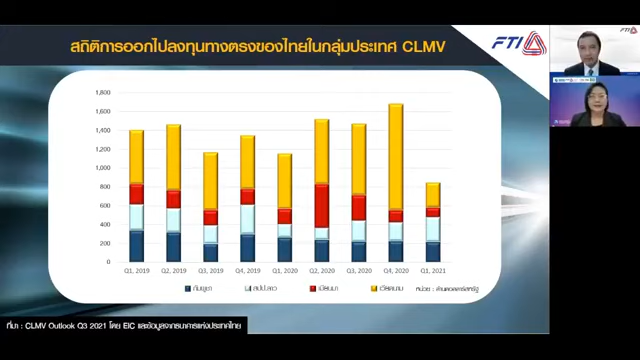 สถิติการออกไปลงทุนทางตรงของไทยในกลุ่มประเทศ CLMV
FTI
1,800
1,600
1,400
1,200
1,000
800
600
400
200
0
Q1, 2019 Q2, 2019 Q3, 2019 Q4, 2019 Q1, 2020 Q2, 2020 Q3, 2020 Q4, 2020 Q1, 2021
กัมพูชา สปป.ลาว เมียนมา เวียดนาม หน่วย : ล้านดอลลาร์สหรัฐ
ที่มา : CLMV Outlook Q3 2021 โดย EIC และข้อมูลจากธนาคารแห่งประเทศไทย
FTI